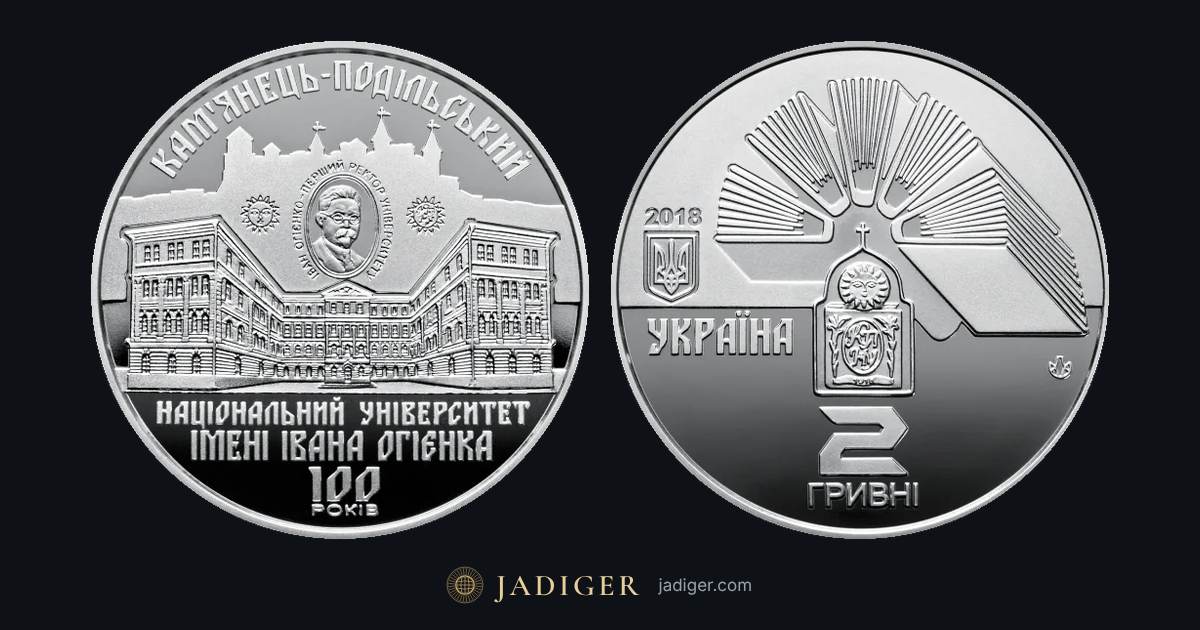 КАМ'ЯНЕЦЬ-ПОДІЛЬСЬКИЙ
ІВАН ОГІЄНКО - ПЕРШИЙ РЕКТОР УНІВЕРСИТЕТУ
НАЦІОНАЛЬНИЙ УНІВЕРСИТЕТ
ІМЕНІ ІВАНА ОГІЄНКА
100
РОКІВ
2018
УКРАЇНА
2
ГРИВНІ
JADIGER jadiger.com